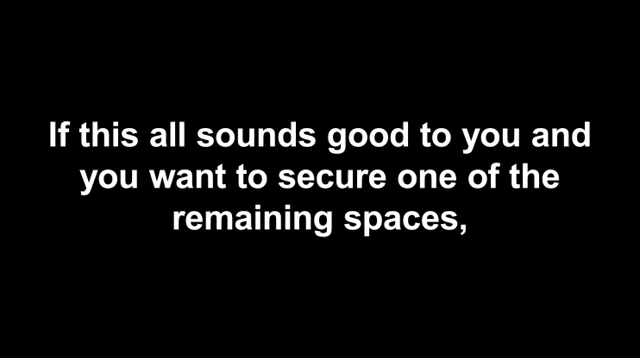 If this all sounds good to you and
you want to secure one of the
remaining spaces,